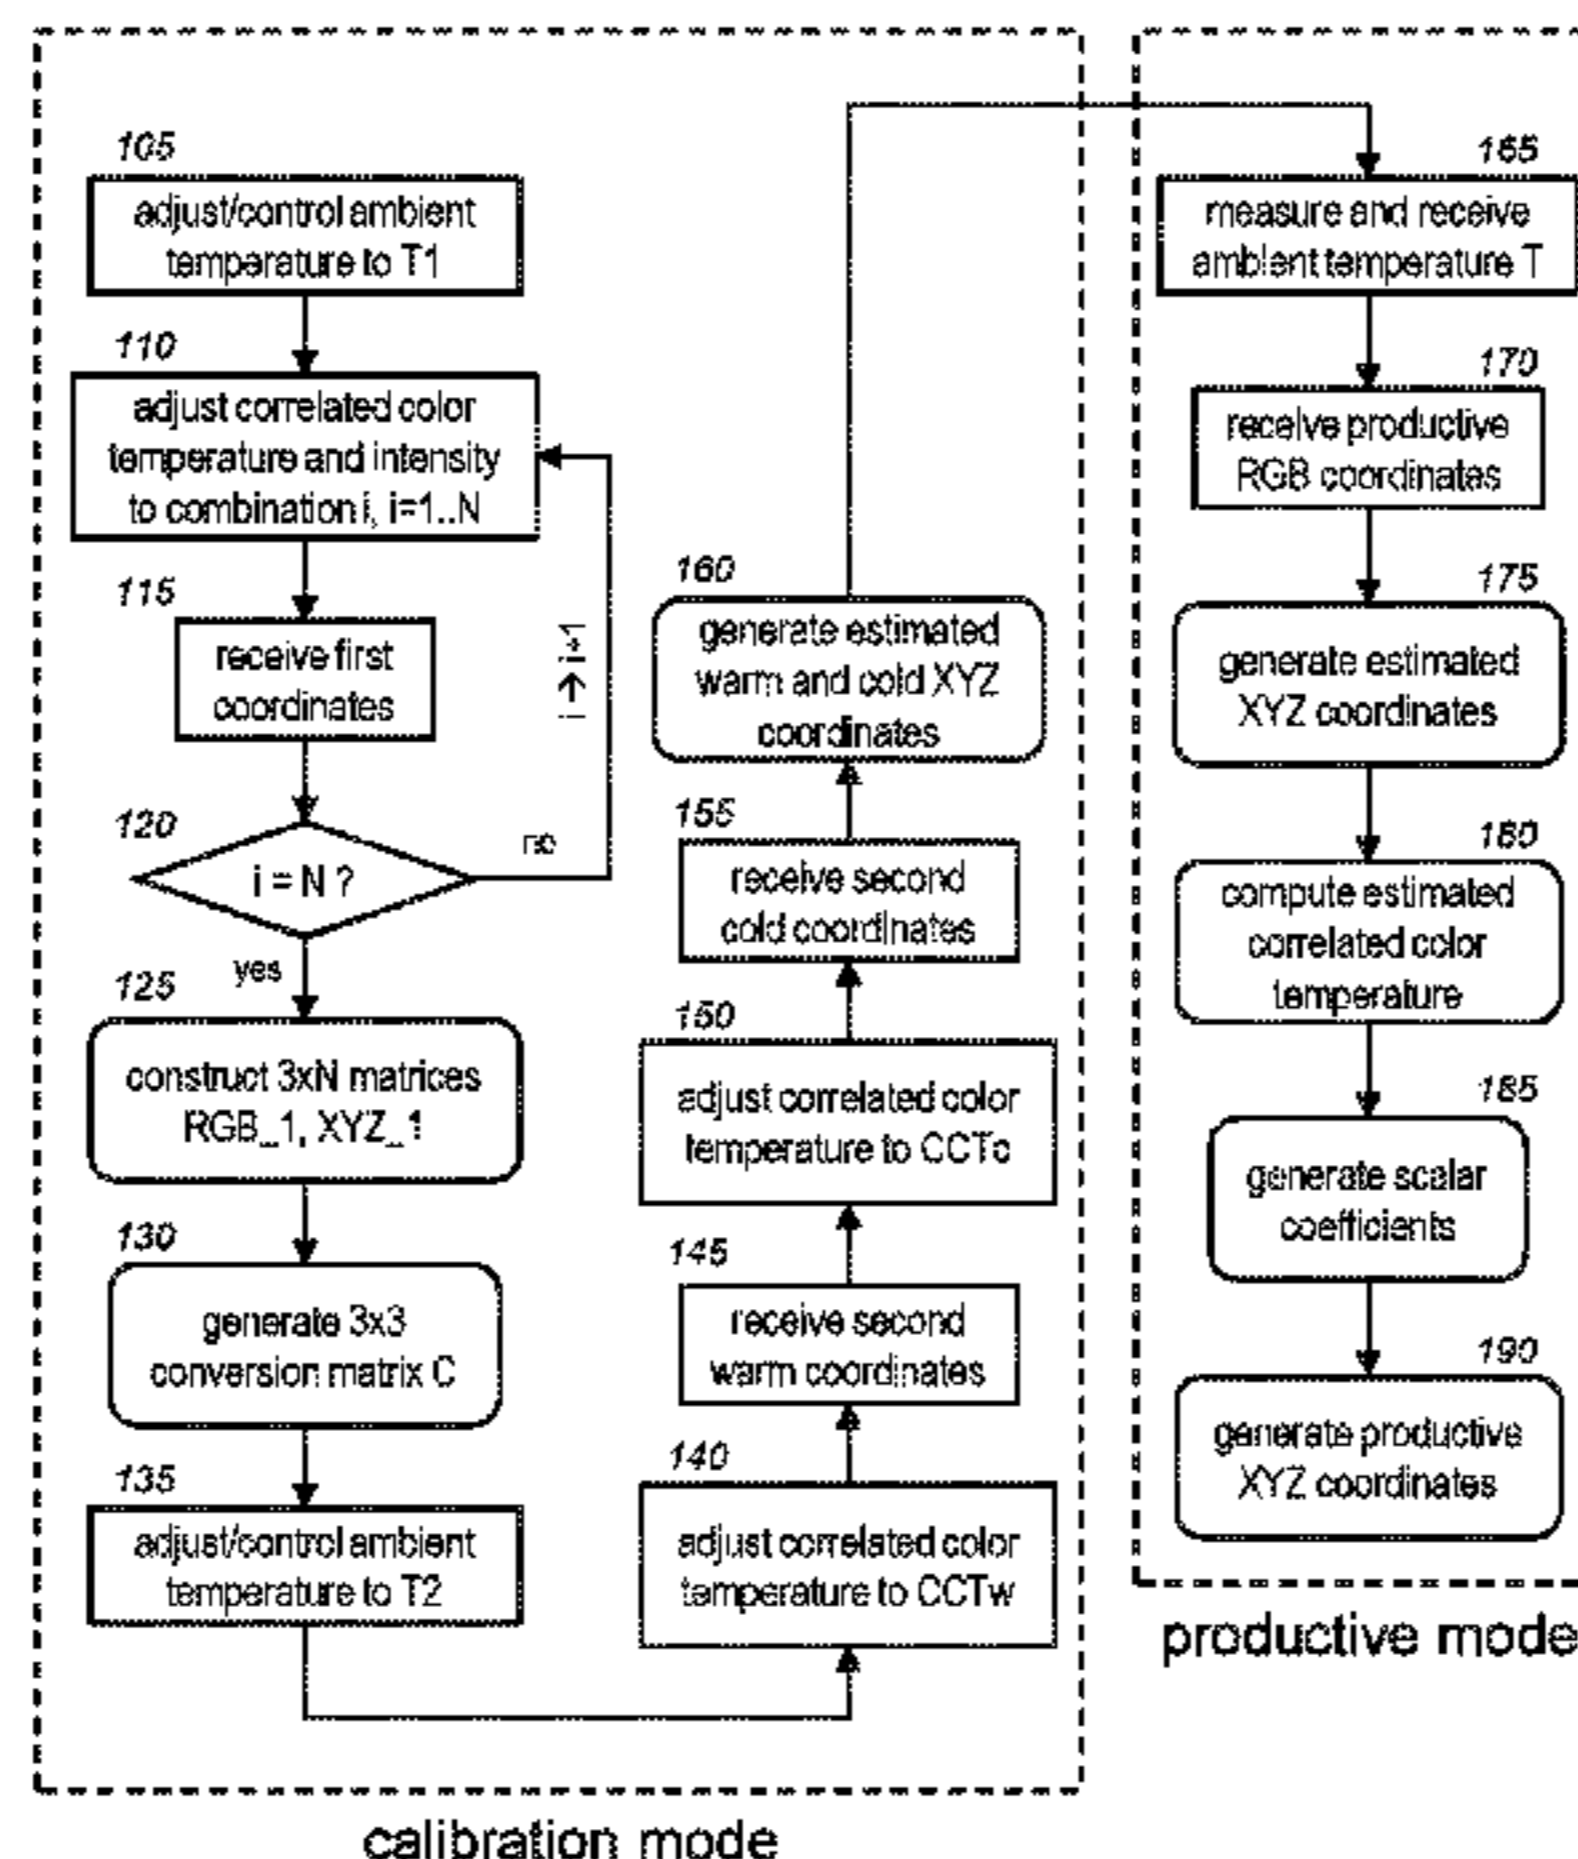 105
adjust/control ambient
temperature to T1
110
adjust correlated color
temperature and intensity
to combination i, i=1..N
115
receive first
coordinates
i → i+1
120
i = N ?
no
yes
125
construct 3xN matrices
RGB_1, XYZ_1
130
generate 3x3
conversion matrix C
135
adjust/control ambient
temperature to T2
140
adjust correlated color
temperature to CCTw
145
receive second
warm coordinates
150
adjust correlated color
temperature to CCTc
155
receive second
cold coordinates
160
generate estimated
warm and cold XYZ
coordinates
calibration mode
165
measure and receive
ambient temperature T
170
receive productive
RGB coordinates
175
generate estimated
XYZ coordinates
180
compute estimated
correlated color
temperature
185
generate scalar
coefficients
190
generate productive
XYZ coordinates
productive mode